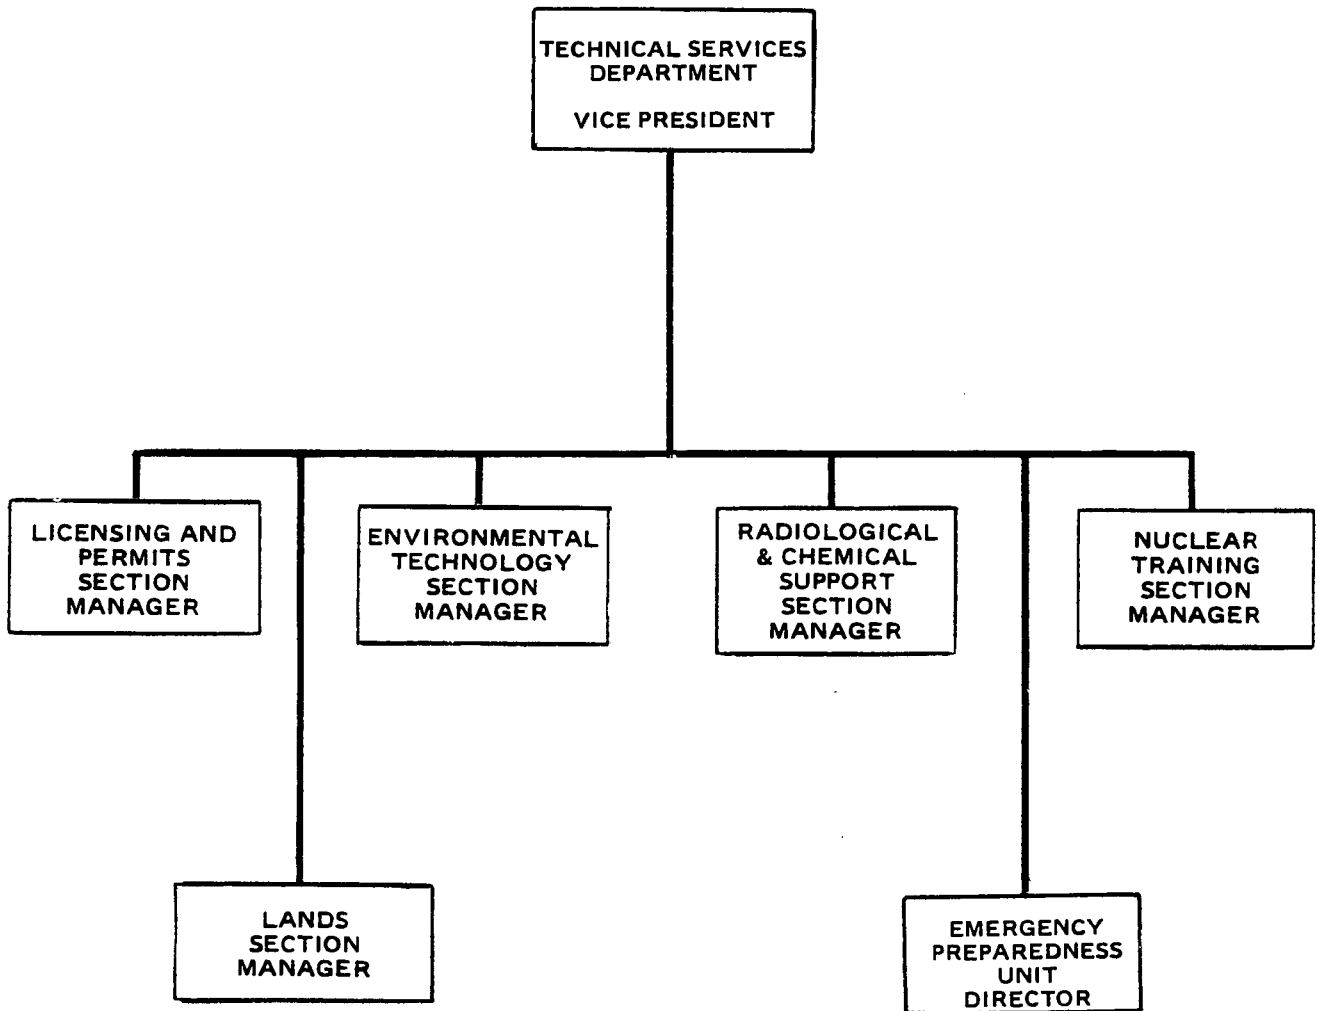 TECHNICAL SERVICES
DEPARTMENT
VICE PRESIDENT
LICENSING AND
PERMITS
SECTION
MANAGER
ENVIRONMENTAL
TECHNOLOGY
SECTION
MANAGER
RADIOLOGICAL
& CHEMICAL
SUPPORT
SECTION
MANAGER
NUCLEAR
TRAINING
SECTION
MANAGER
LANDS
SECTION
MANAGER
EMERGENCY
PREPAREDNESS
UNIT
DIRECTOR